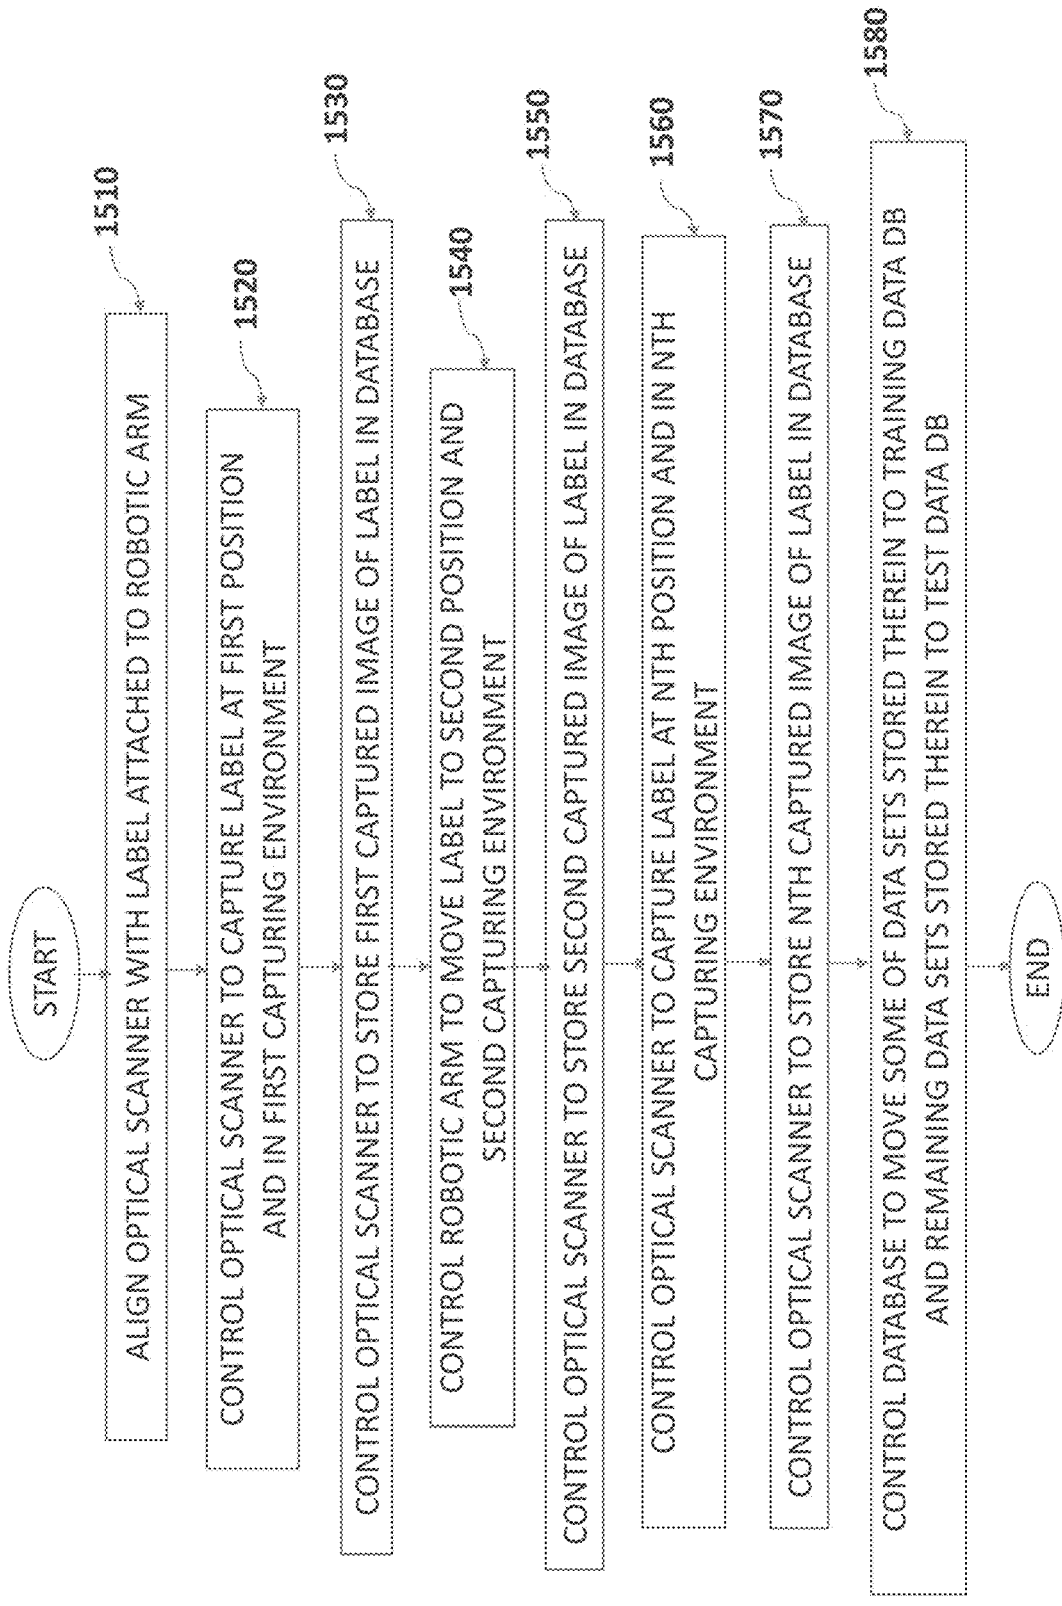 START
1510
ALIGN OPTICAL SCANNER WITH LABEL ATTACHED TO ROBOTIC ARM
1520
CONTROL OPTICAL SCANNER TO CAPTURE LABEL AT FIRST POSITION
AND IN FIRST CAPTURING ENVIRONMENT
1530
CONTROL OPTICAL SCANNER TO STORE FIRST CAPTURED IMAGE OF LABEL IN DATABASE
1540
CONTROL ROBOTIC ARM TO MOVE LABEL TO SECOND POSITION AND
SECOND CAPTURING ENVIRONMENT
1550
CONTROL OPTICAL SCANNER TO STORE SECOND CAPTURED IMAGE OF LABEL IN DATABASE
1560
CONTROL OPTICAL SCANNER TO CAPTURE LABEL AT NTH POSITION AND IN NTH
CAPTURING ENVIRONMENT
1570
CONTROL OPTICAL SCANNER TO STORE NTH CAPTURED IMAGE OF LABEL IN DATABASE
1580
CONTROL DATABASE TO MOVE SOME OF DATA SETS STORED THEREIN TO TRAINING DATA DB
AND REMAINING DATA SETS STORED THEREIN TO TEST DATA DB
END